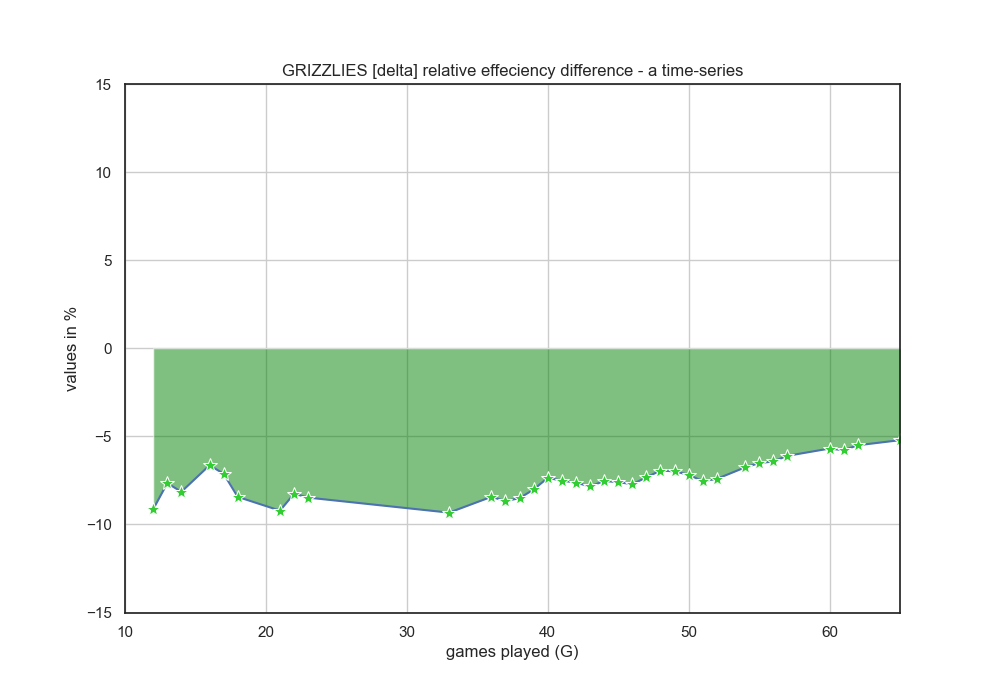 GRIZZLIES [delta] relative effeciency difference - a time-series
15
10
5
0
−5
−10
−15
values in %
10 20 30 40 50 60
games played (G)